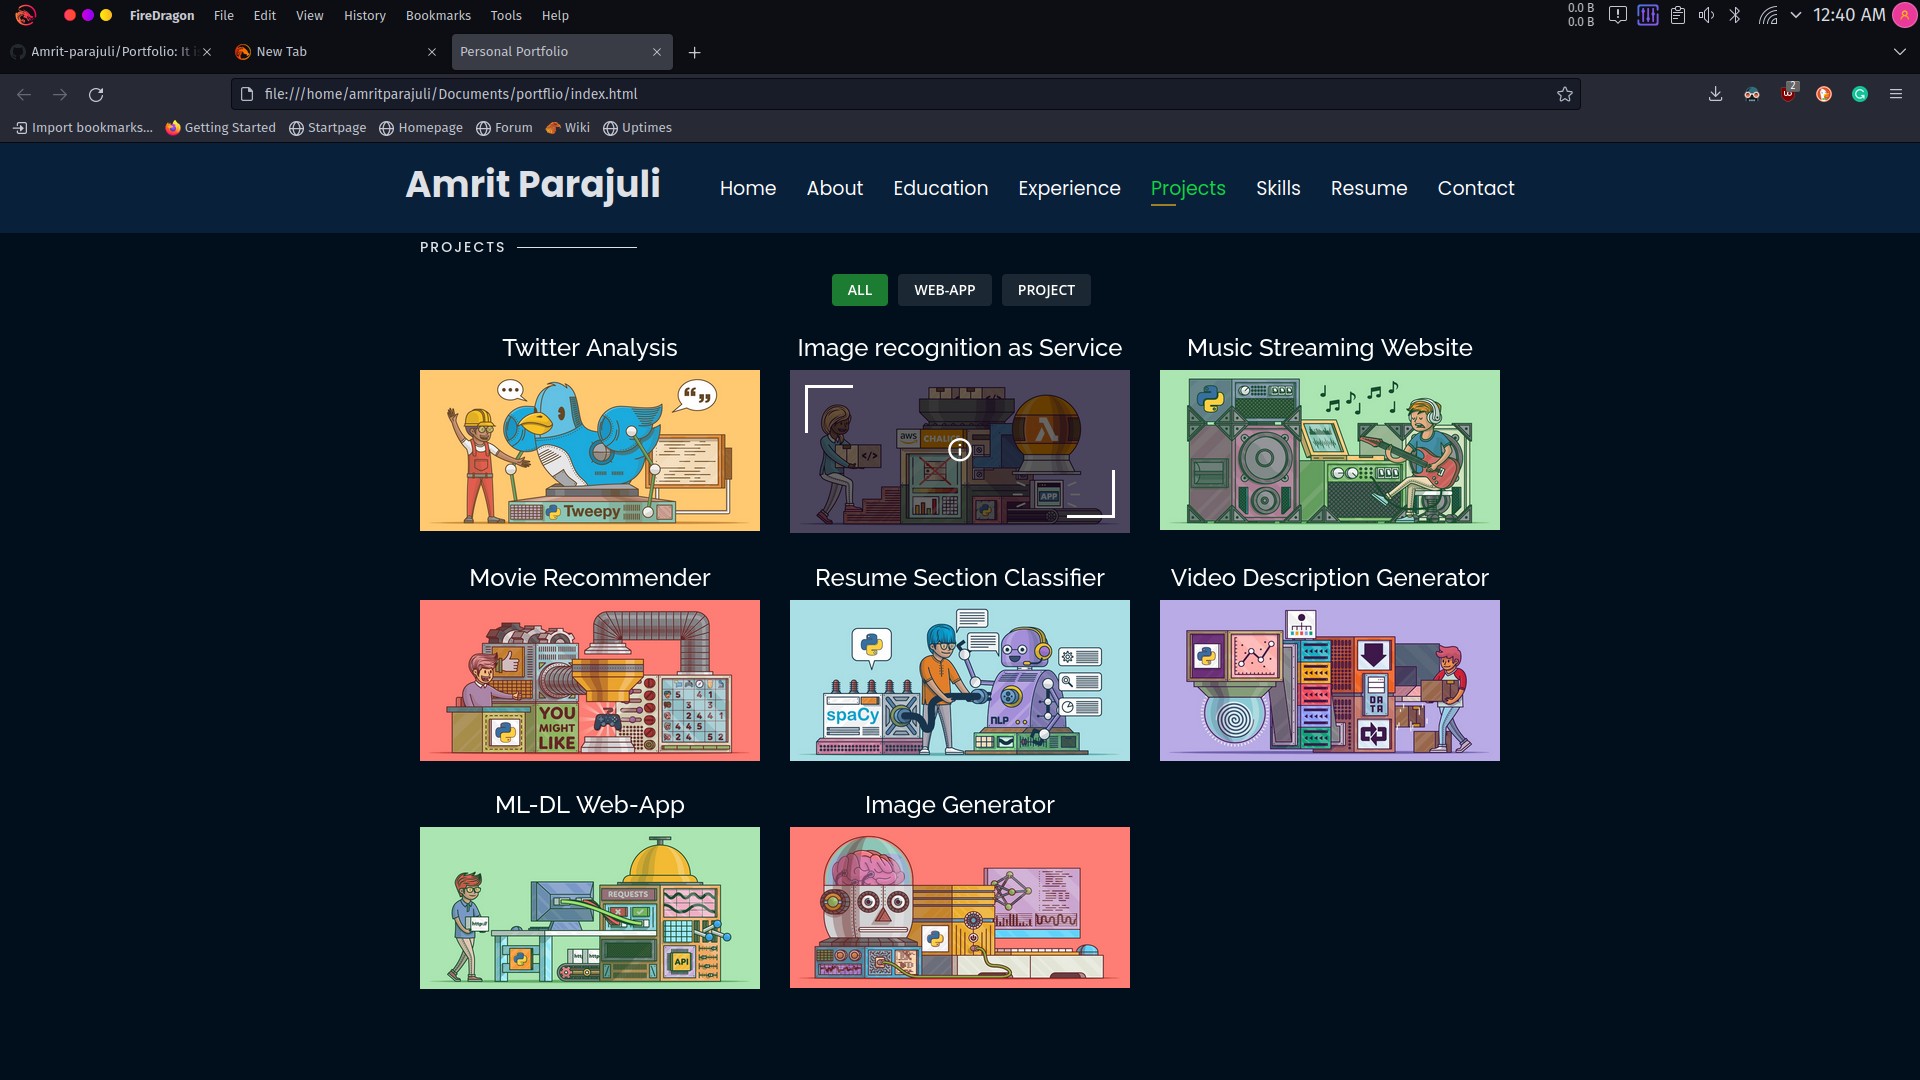 FireDragon File Edit View History Bookmarks Tools Help 0.0 B 0.0 B 12:40 AM
Amrit-parajuli/Portfolio: It New Tab Personal Portfolio
file:///home/amritparajuli/Documents/portflio/index.html 2
Import bookmarks... Getting Started Startpage Homepage Forum Wiki Uptimes
Amrit Parajuli Home About Education Experience Projects Skills Resume Contact
PROJECTS
ALL WEB-APP PROJECT
Twitter Analysis Image recognition as Service Music Streaming Website
aws
</>
APP
Tweepy
Movie Recommender Resume Section Classifier Video Description Generator
YOU
MIGHT
LIKE
spaCy
NLP
DA
TA
ML-DL Web-App Image Generator
REQUESTS
API